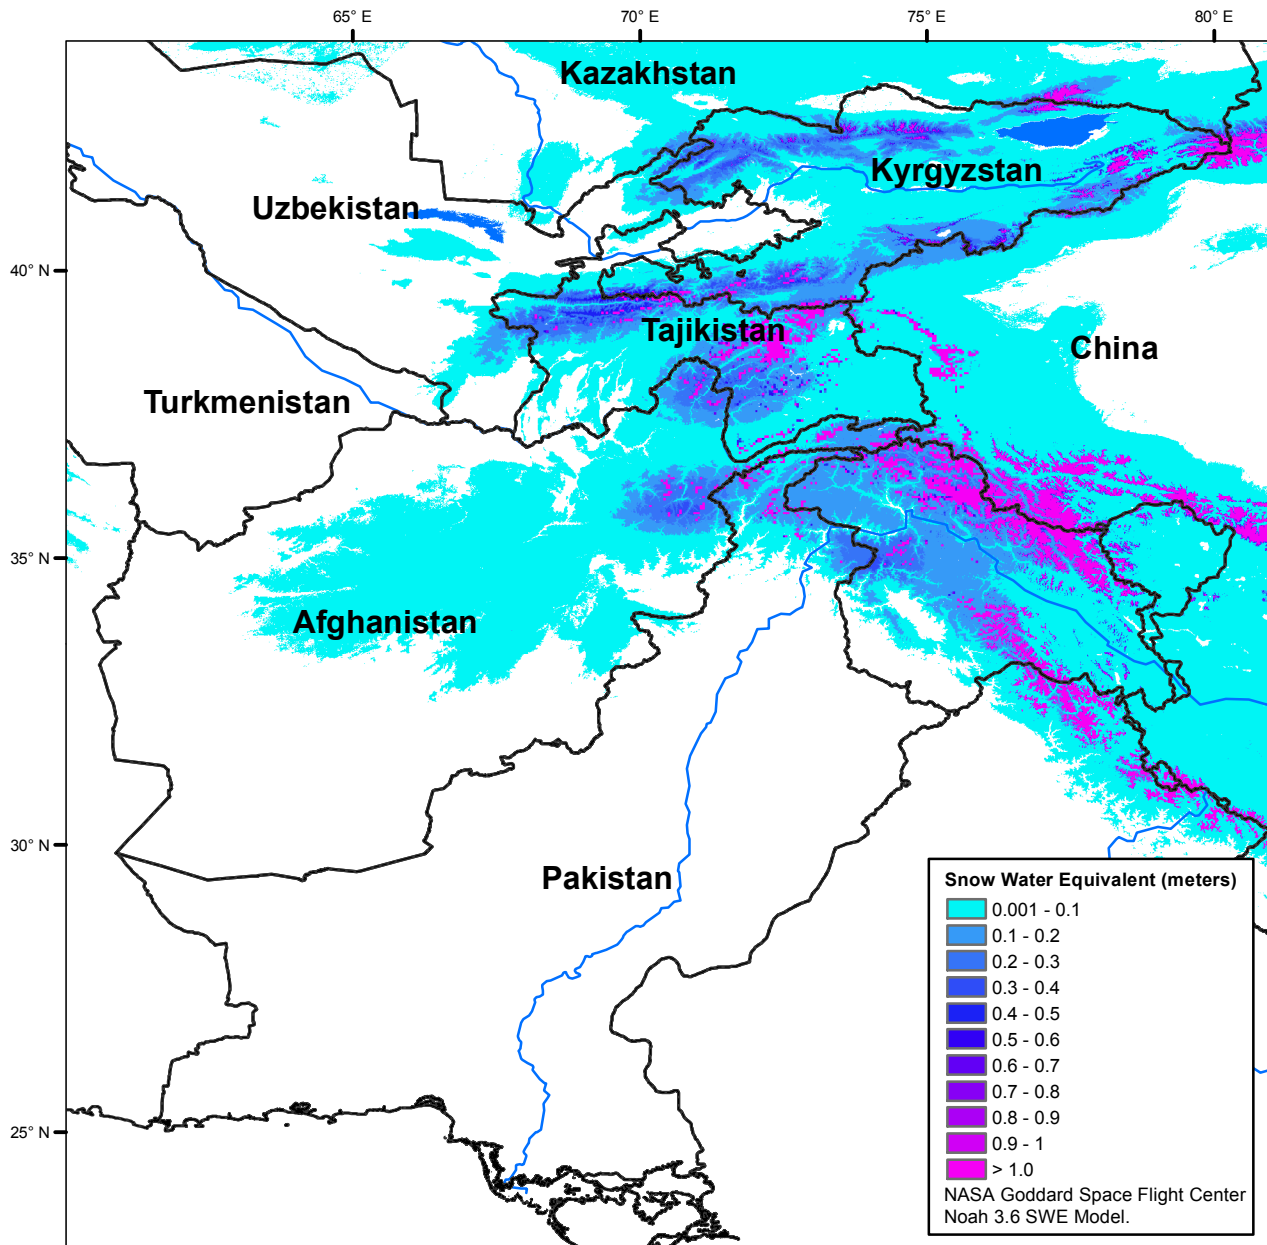 65° E
70° E
75° E
80° E
Kazakhstan
Kyrgyzstan
Uzbekistan
40° N
Tajikistan
China
Turkmenistan
35° N
Afghanistan
30° N
Pakistan
25° N
Snow Water Equivalent (meters)
0.001 - 0.1
0.1 - 0.2
0.2 - 0.3
0.3 - 0.4
0.4 - 0.5
0.5 - 0.6
0.6 - 0.7
0.7 - 0.8
0.8 - 0.9
0.9 - 1
> 1.0
NASA Goddard Space Flight Center
Noah 3.6 SWE Model.